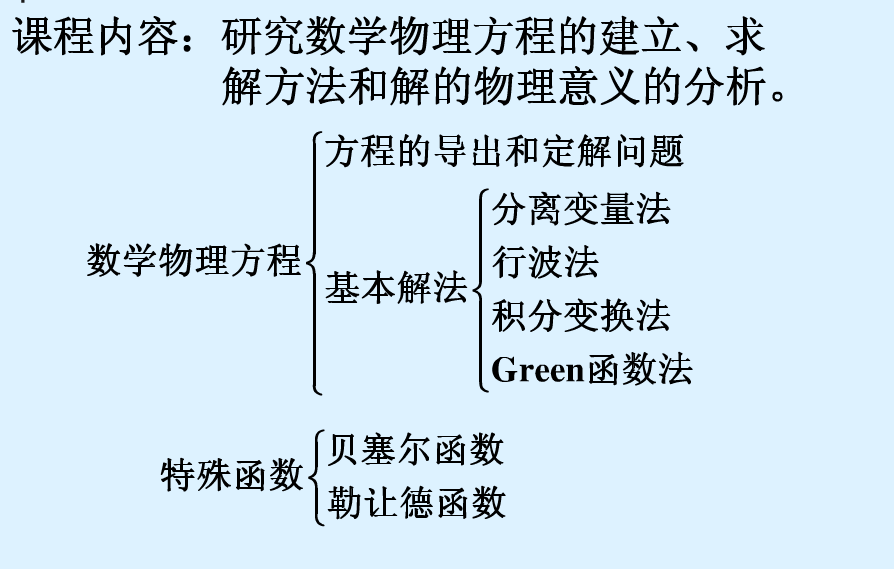 课程内容：研究数学物理方程的建立、求
解方法和解的物理意义的分析。
数学物理方程
方程的导出和定解问题
基本解法
分离变量法
行波法
积分变换法
Green函数法
特殊函数
贝塞尔函数
勒让德函数